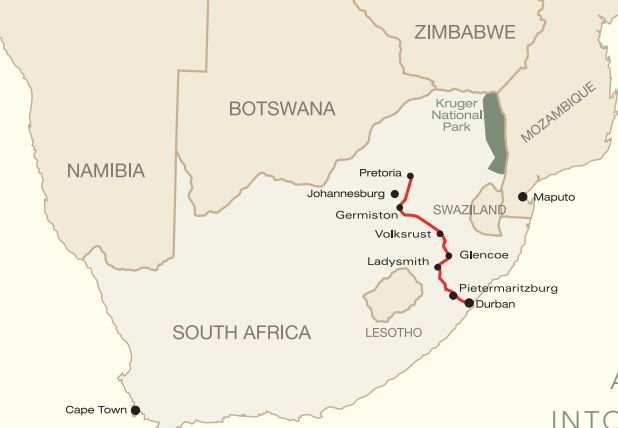 ZIMBABWE
BOTSWANA
Kruger
National
Park
MOZAMBIQUE
NAMIBIA
Pretoria
Johannesburg
Maputo
SWAZILAND
Germiston
Volksrust
Glencoe
Ladysmith
Pietermaritzburg
Durban
SOUTH AFRICA
LESOTHO
Cape Town
A
INTO